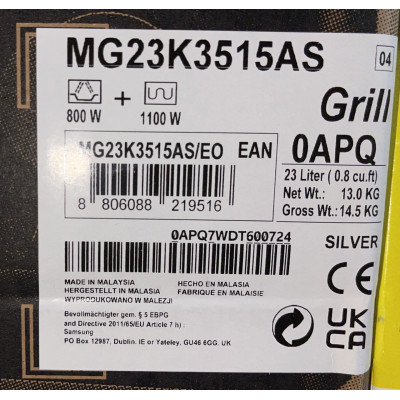 MG23K3515AS
04
800 W + 1100 W
Grill
MG23K3515AS/EO EAN
0APQ
8 806088 219516
23 Liter ( 0.8 cu.ft)
Net Wt.: 13.0 KG
Gross Wt.: 14.5 KG
0APQ7WDT600724
SILVER
MADE IN MALAYSIA HECHO EN MALASIA
HERGESTELLT IN MALASIA FABRIQUE EN MALAISIE
WYPRODUKOWANO W MALEZJI
CE
Bevollmächtigter gem. § 5 EBPG
and Directive 2011/65/EU Article 7 h) :
Samsung
PO Box 12987, Dublin. IE or Yateley, GU46 6GG. UK
UK
CA